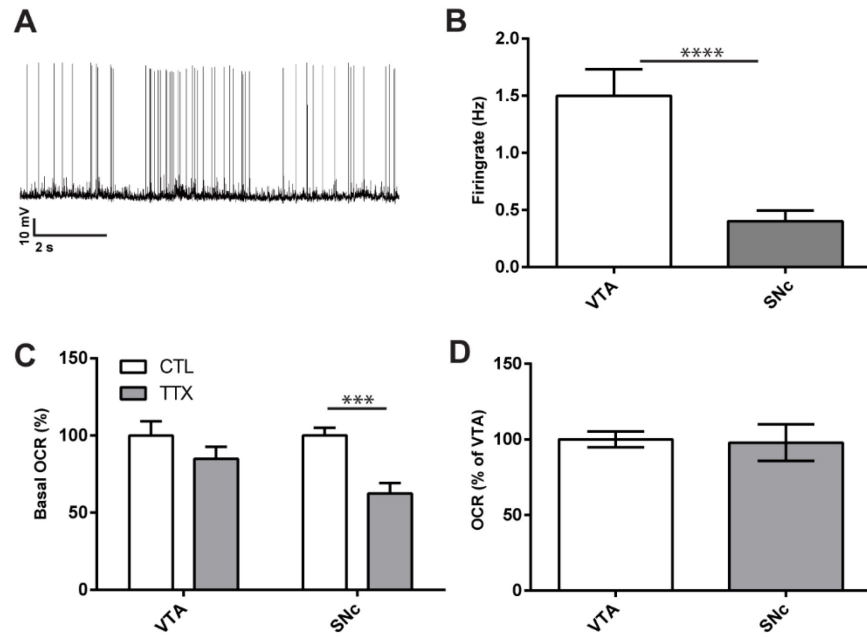 A
10 mV
2 s
B
Firingrate (Hz)
2.0
1.5
1.0
0.5
0.0
****
VTA
SNc
C
Basal OCR (%)
150
100
50
0
CTL
TTX
***
VTA
SNc
D
OCR (% of VTA)
150
100
50
0
VTA
SNc